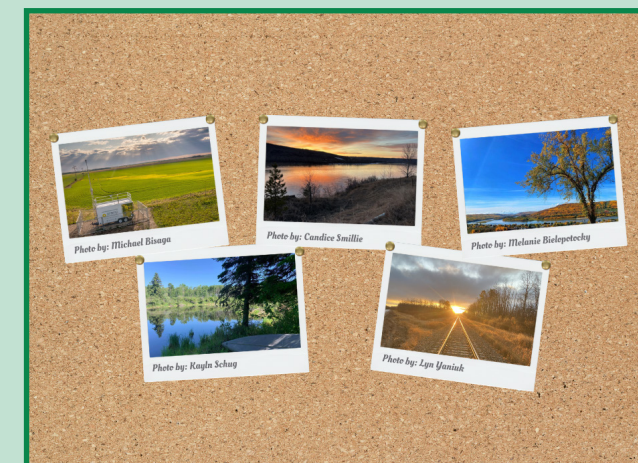 Photo by: Michael Bisaga
Photo by: Candice Smillie
Photo by: Melanie Bielopotocky
Photo by: Kayln Schug
Photo by: Lyn Yaniuk